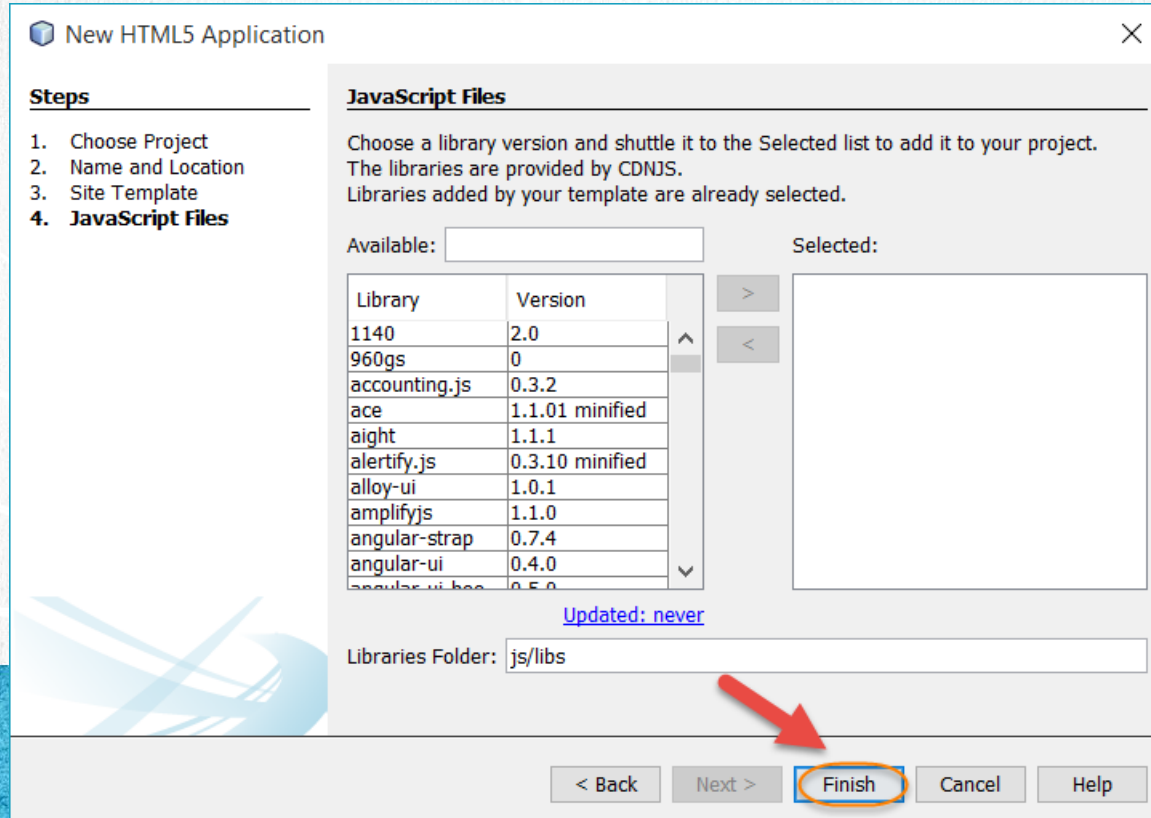 New HTML5 Application
Steps
1. Choose Project
2. Name and Location
3. Site Template
4. JavaScript Files
JavaScript Files
Choose a library version and shuttle it to the Selected list to add it to your project.
The libraries are provided by CDNJS.
Libraries added by your template are already selected.
Available:
Selected:
Library Version
1140 2.0
960gs 0
accounting.js 0.3.2
ace 1.1.01 minified
aight 1.1.1
alertify.js 0.3.10 minified
alloy-ui 1.0.1
amplifyjs 1.1.0
angular-strap 0.7.4
angular-ui 0.4.0
>
<
Updated: never
Libraries Folder: js/libs
< Back Next > Finish Cancel Help